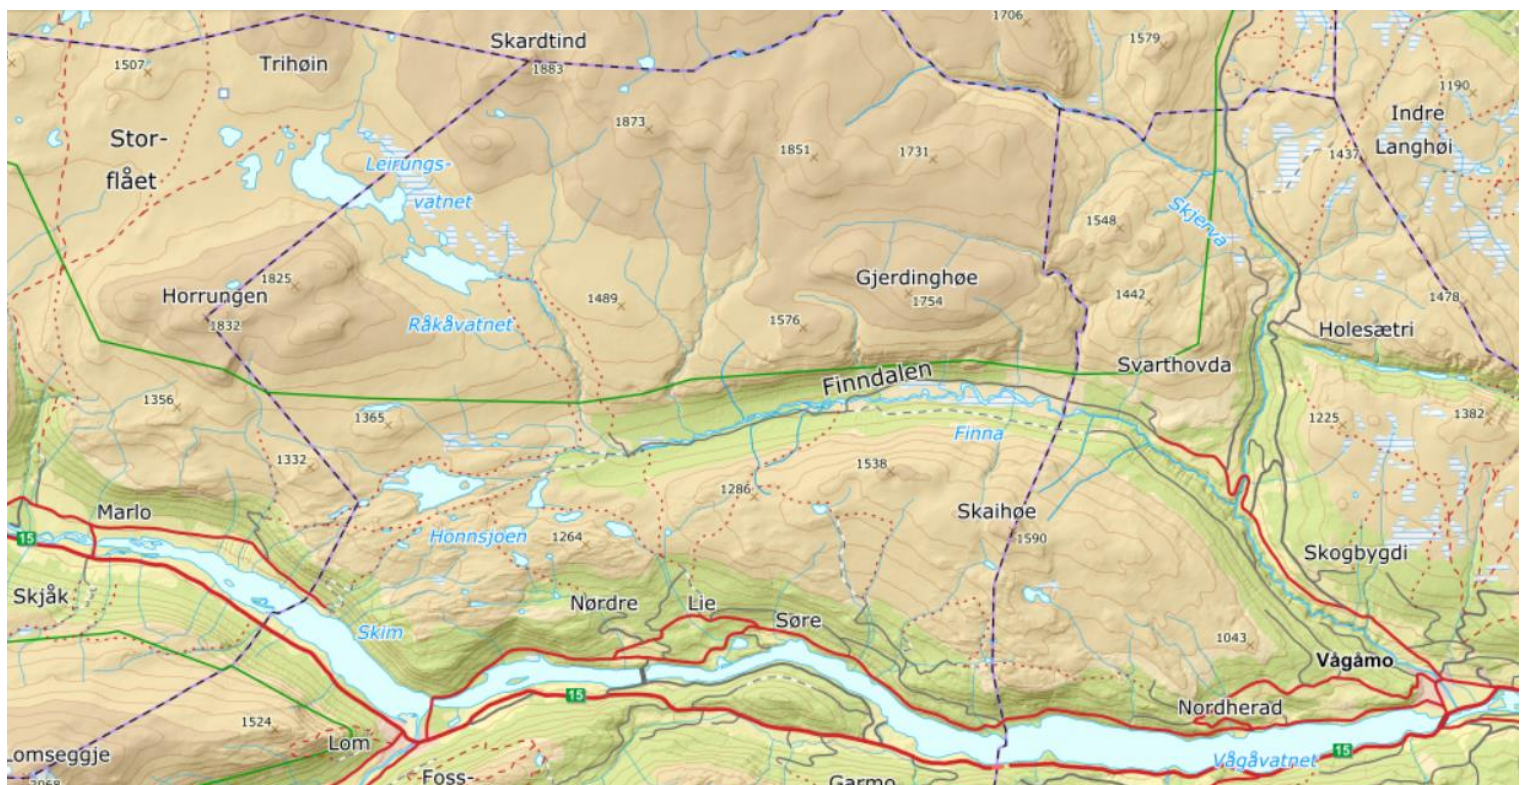 1706
1579
Skardtind
1883
1507
Trihøin
1190
Indre
Langhøi
1873
Stor-
flået
1851
1731
1437
Leirungs-
vatnet
Skjerva
1548
1825
Horrungen
1832
Gjerdinghøe
1754
1489
1442
1478
Råkåvatnet
1576
Holesætri
Svarthovda
Finndalen
1356
1365
1225
1382
Finna
1332
1538
1286
Marlo
Skaihøe
15
Honnsjoen
1264
1590
Skogbygdi
Skjåk
Nørdre
Lie
Søre
Skim
1043
Vågåmo
15
Nordherad
1524
Lom
15
Vågåvatnet
Lomseggje
Foss-
Garmo
2068